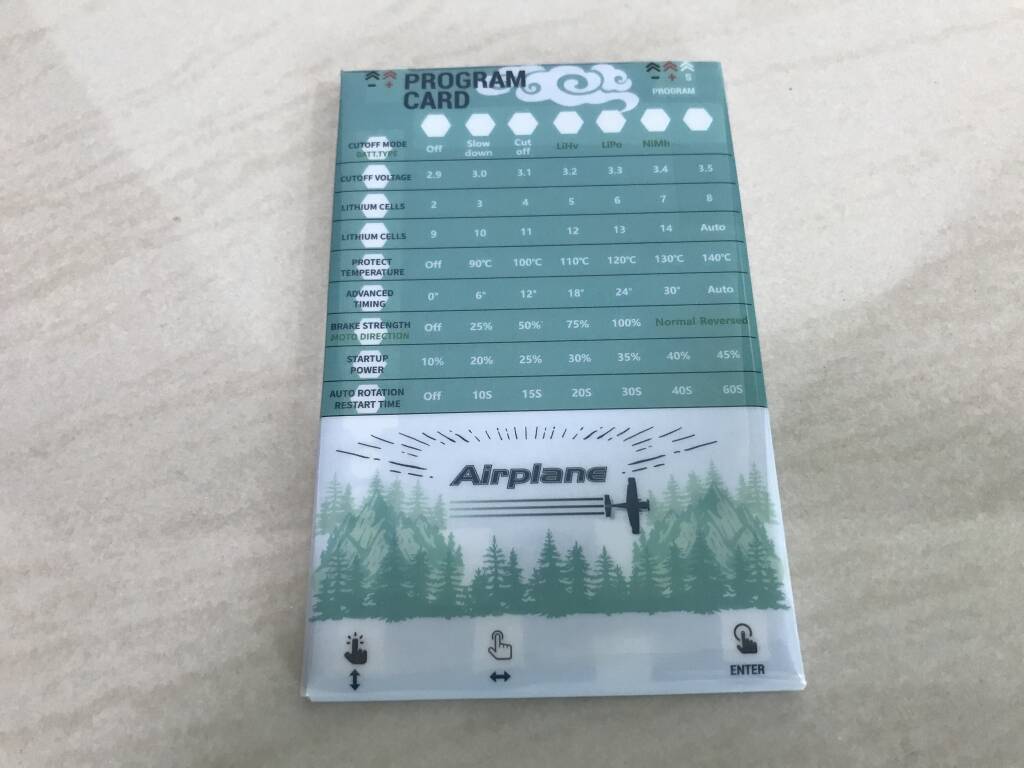 PROGRAM
CARD
- +
- + S
PROGRAM
CUTOFF MODE
BATT.TYPE
Off Slow down Cut off LiHv LiPo NiMh
CUTOFF VOLTAGE 2.9 3.0 3.1 3.2 3.3 3.4 3.5
LITHIUM CELLS 2 3 4 5 6 7 8
LITHIUM CELLS 9 10 11 12 13 14 Auto
PROTECT
TEMPERATURE
Off 90℃ 100℃ 110℃ 120℃ 130℃ 140℃
ADVANCED
TIMING
0° 6° 12° 18° 24° 30° Auto
BRAKE STRENGTH
MOTO DIRECTION
Off 25% 50% 75% 100% Normal Reversed
STARTUP
POWER
10% 20% 25% 30% 35% 40% 45%
AUTO ROTATION
RESTART TIME
Off 10S 15S 20S 30S 40S 60S
Airplane
ENTER